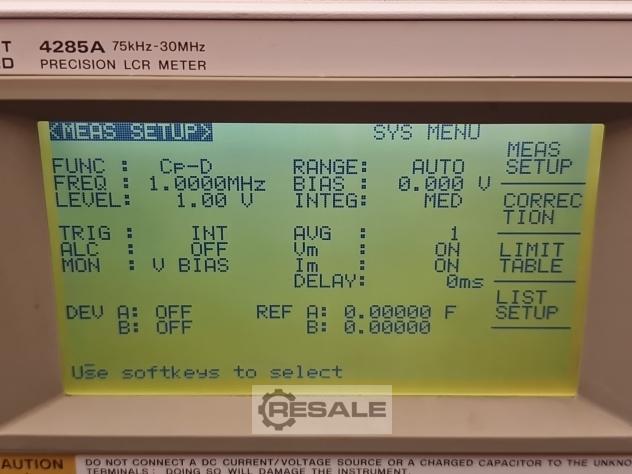 T 4285A 75kHz-30MHz
D PRECISION LCR METER
<MEAS SETUP> SYS MENU
FUNC : Cp-D RANGE: AUTO
FREQ : 1.0000MHz BIAS : 0.000 V
LEVEL: 1.00 V INTEG: MED
TRIG : INT AVG : 1
ALC : OFF Vm : ON
MON : V BIAS Im : ON
DELAY: 0ms
DEV A: OFF REF A: 0.00000 F
B: OFF B: 0.00000
Use softkeys to select
MEAS
SETUP
CORREC
TION
LIMIT
TABLE
LIST
SETUP
RESALE
AUTION DO NOT CONNECT A DC CURRENT/VOLTAGE SOURCE OR A CHARGED CAPACITOR TO THE UNKNO
TERMINALS: DOING SO WILL DAMAGE THE INSTRUMENT.